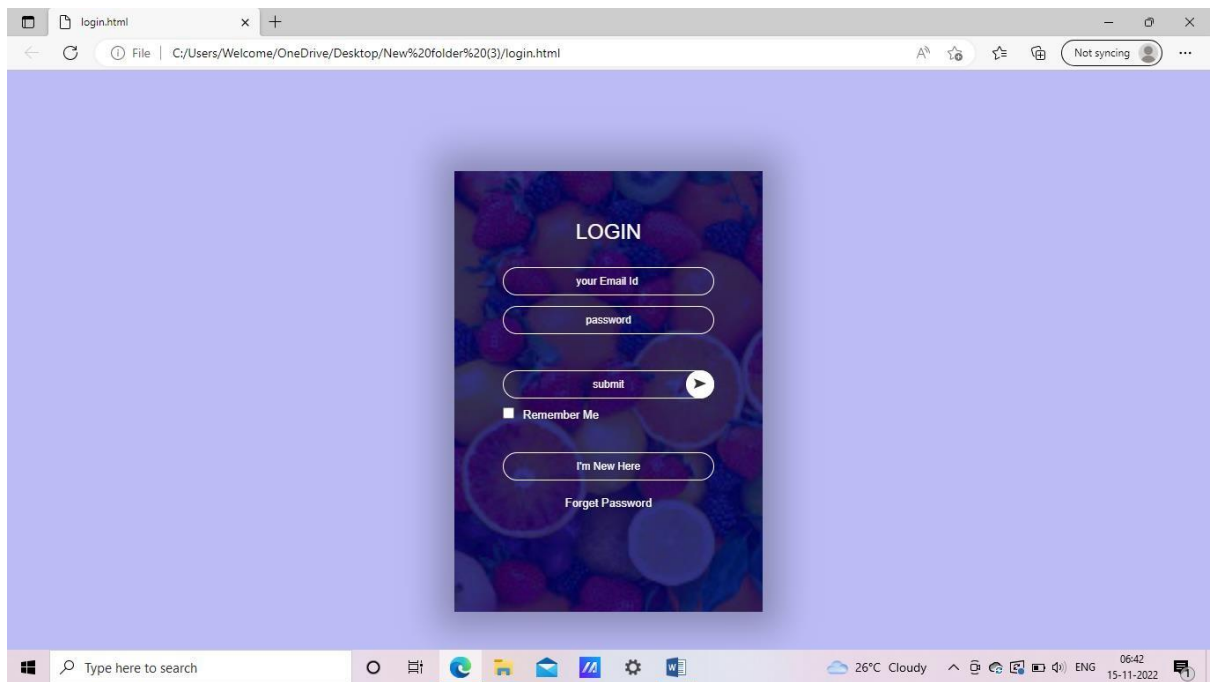 login.html
File
C:/Users/Welcome/OneDrive/Desktop/New%20folder%20(3)/login.html
Not syncing
LOGIN
your Email Id
password
submit
Remember Me
I'm New Here
Forget Password
Type here to search
26°C Cloudy
ENG
06:42
15-11-2022